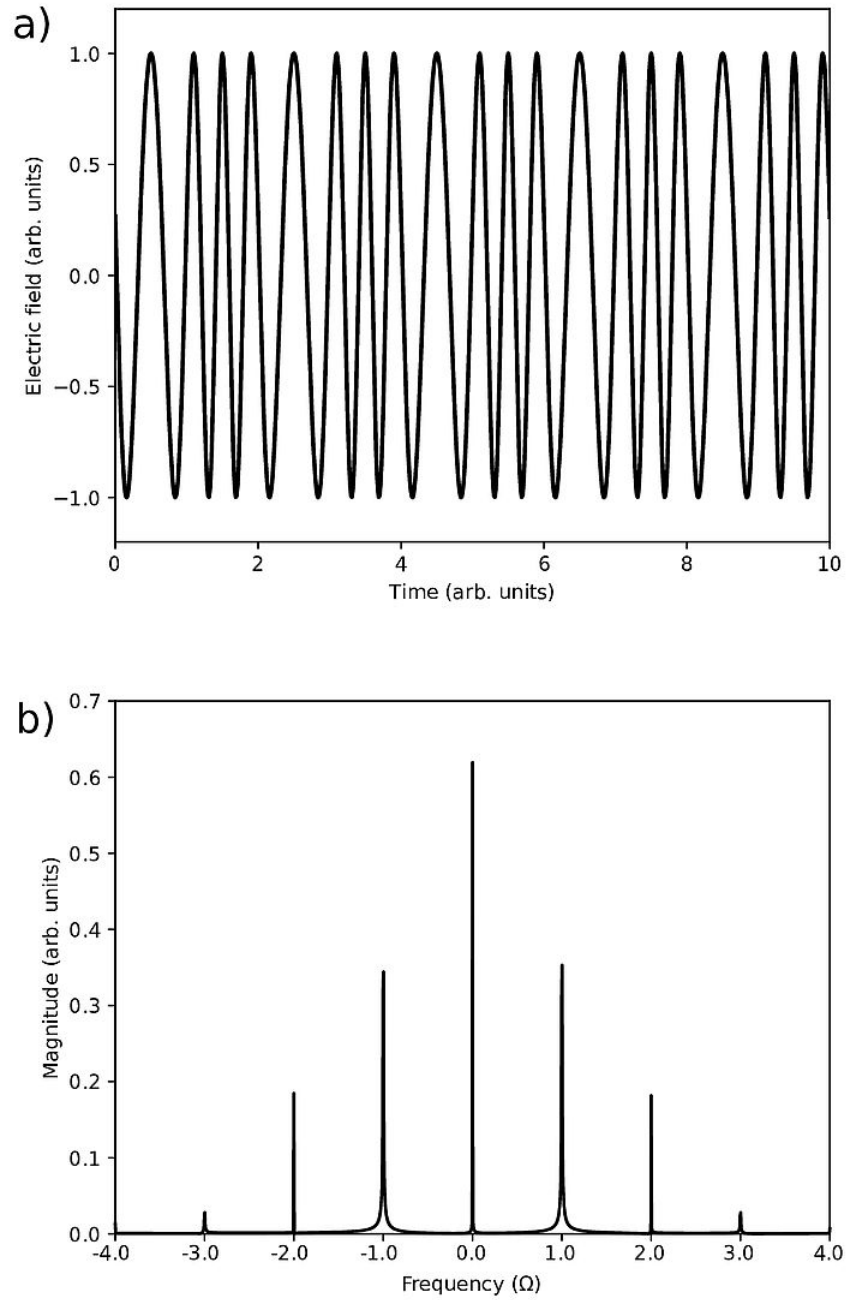 a)
1.0
0.5
0.0
−0.5
−1.0
Electric field (arb. units)
0 2 4 6 8 10
Time (arb. units)
b)
0.7
0.6
0.5
0.4
0.3
0.2
0.1
0.0
Magnitude (arb. units)
-4.0 -3.0 -2.0 -1.0 0.0 1.0 2.0 3.0 4.0
Frequency (Ω)